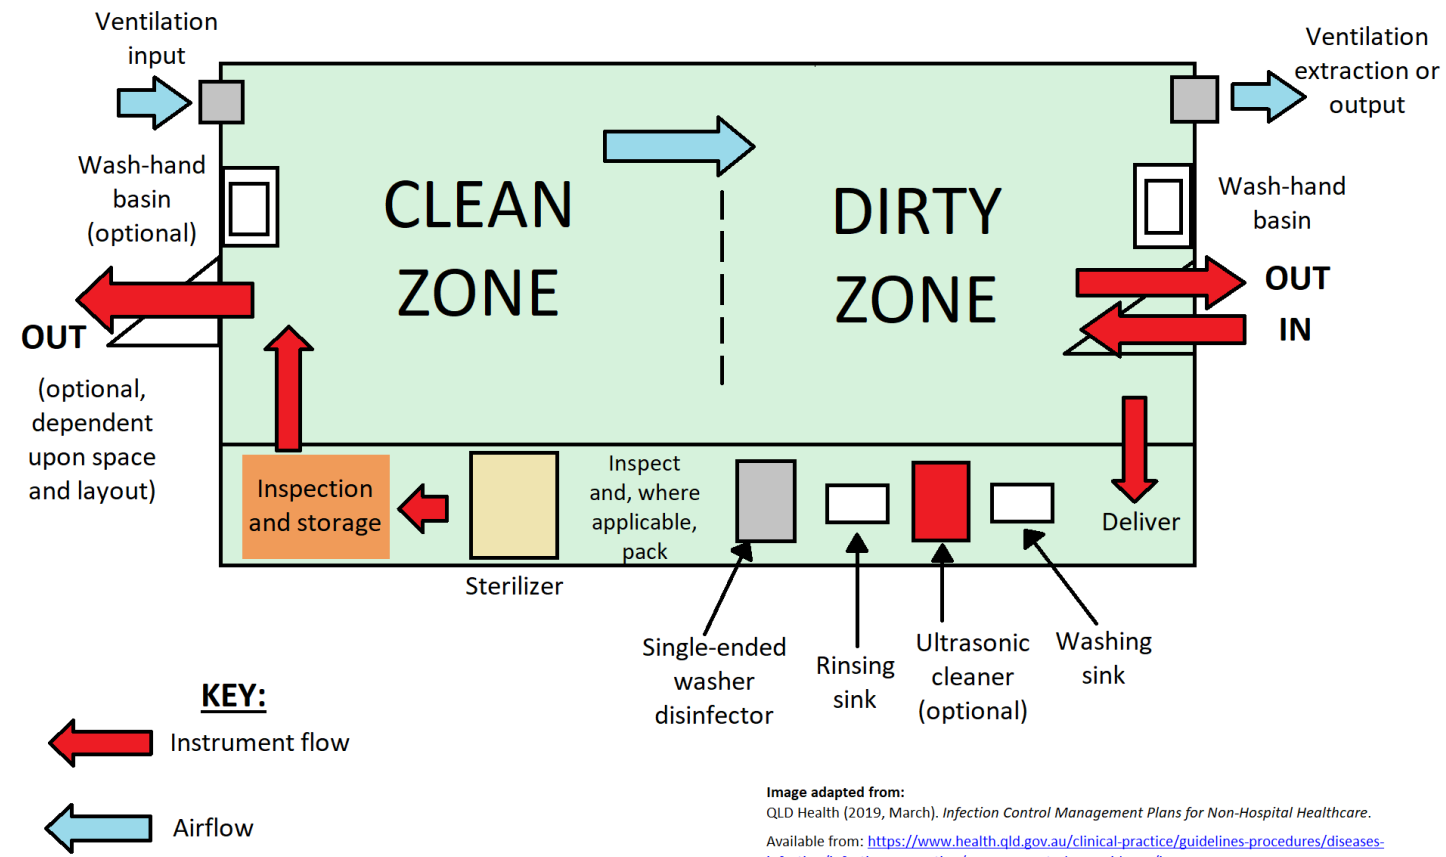 Ventilation
input
Ventilation
extraction or
output
Wash-hand
basin
(optional)
CLEAN
ZONE
DIRTY
ZONE
Wash-hand
basin
OUT
IN
OUT
(optional,
dependent
upon space
and layout)
Inspection
and storage
Inspect
and, where
applicable,
pack
Deliver
Sterilizer
Single-ended
washer
disinfector
Rinsing
sink
Ultrasonic
cleaner
(optional)
Washing
sink
KEY:
Instrument flow
Airflow
Image adapted from:
QLD Health (2019, March). Infection Control Management Plans for Non-Hospital Healthcare.
Available from: https://www.health.qld.gov.au/clinical-practice/guidelines-procedures/diseases-